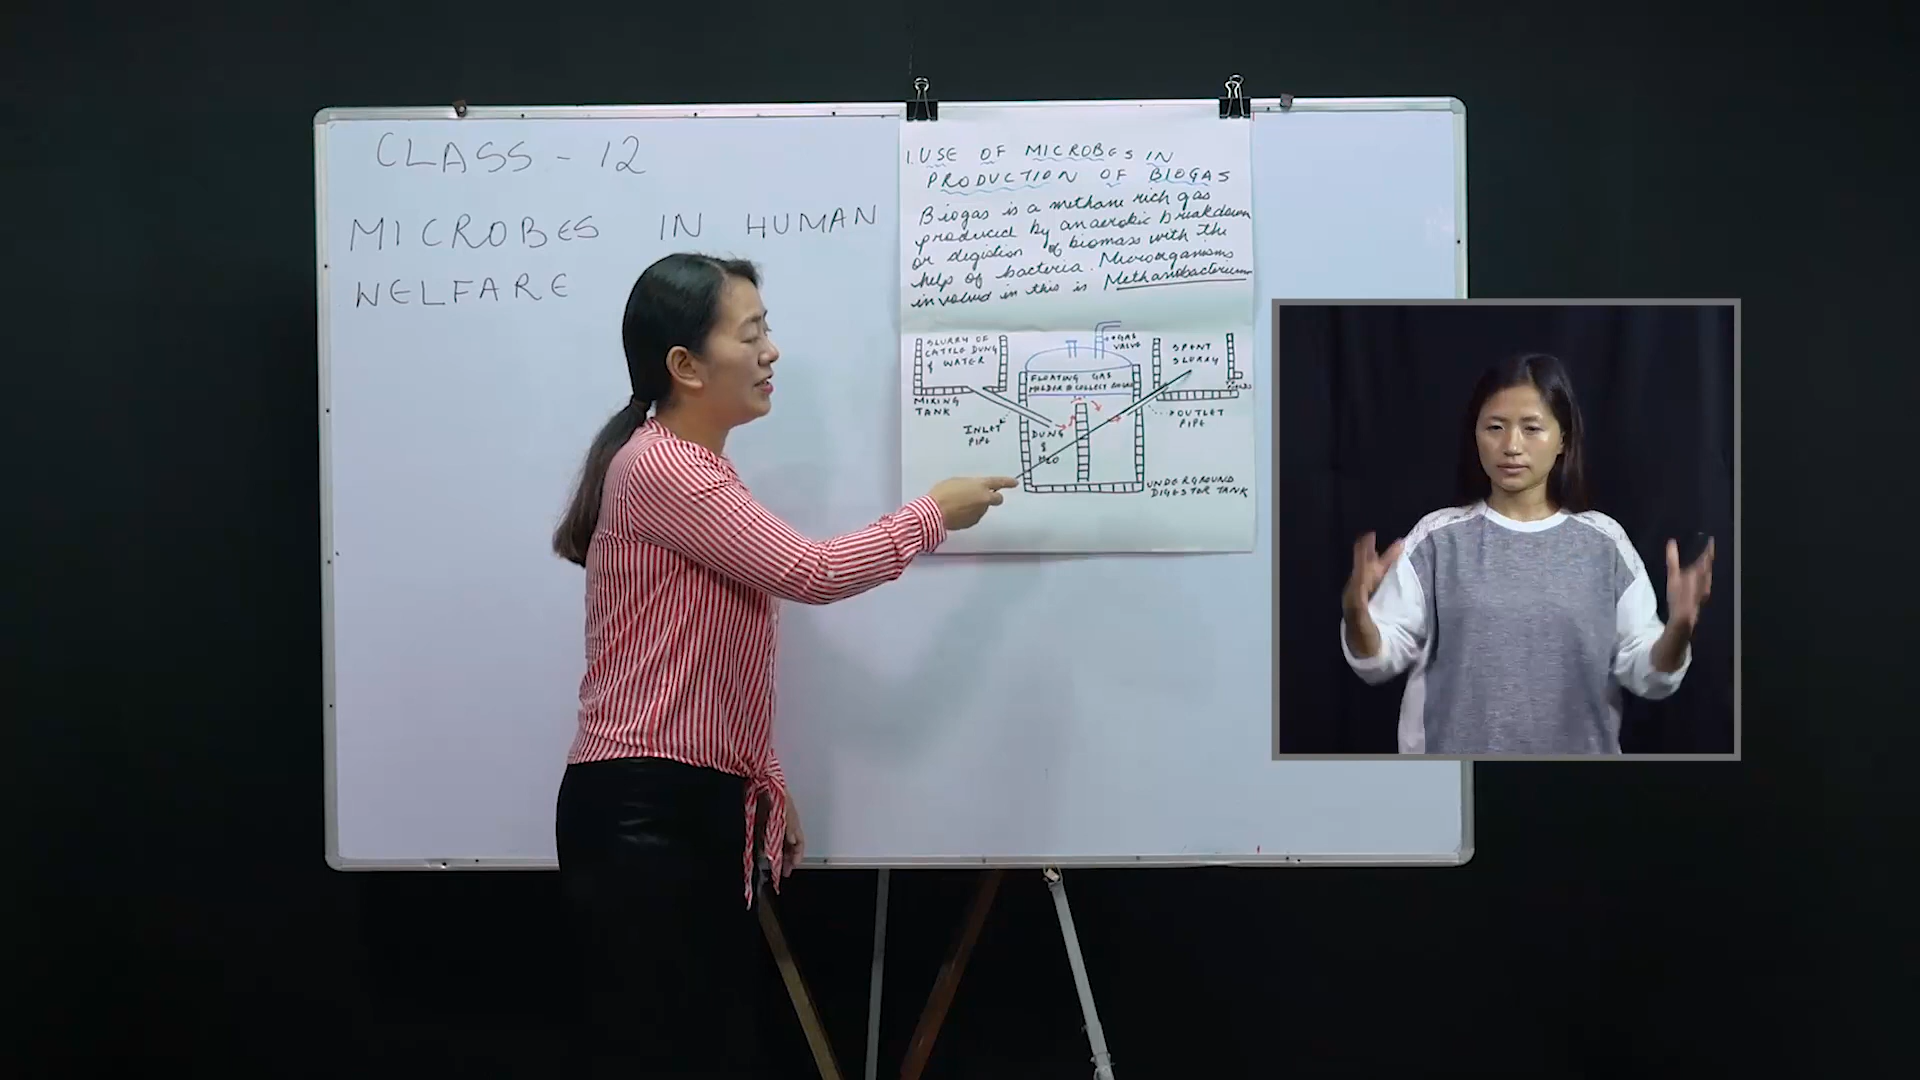 CLASS - 12
MICROBES IN HUMAN
WELFARE
1. USE OF MICROBES IN
PRODUCTION OF BIOGAS
Biogas is a methane rich gas
produced by anaerobic breakdown
or digestion of biomass with the
help of bacteria. Microorganisms
involved in this is Methanobacterium
SLURRY OF
CATTLE DUNG
& WATER
MIXING
TANK
INLET
PIPE
GAS
VALVE
FLOATING GAS
HOLDER
DUNG
&
H2O
SPENT
SLURRY
OUTLET
PIPE
UNDERGROUND
DIGESTER TANK